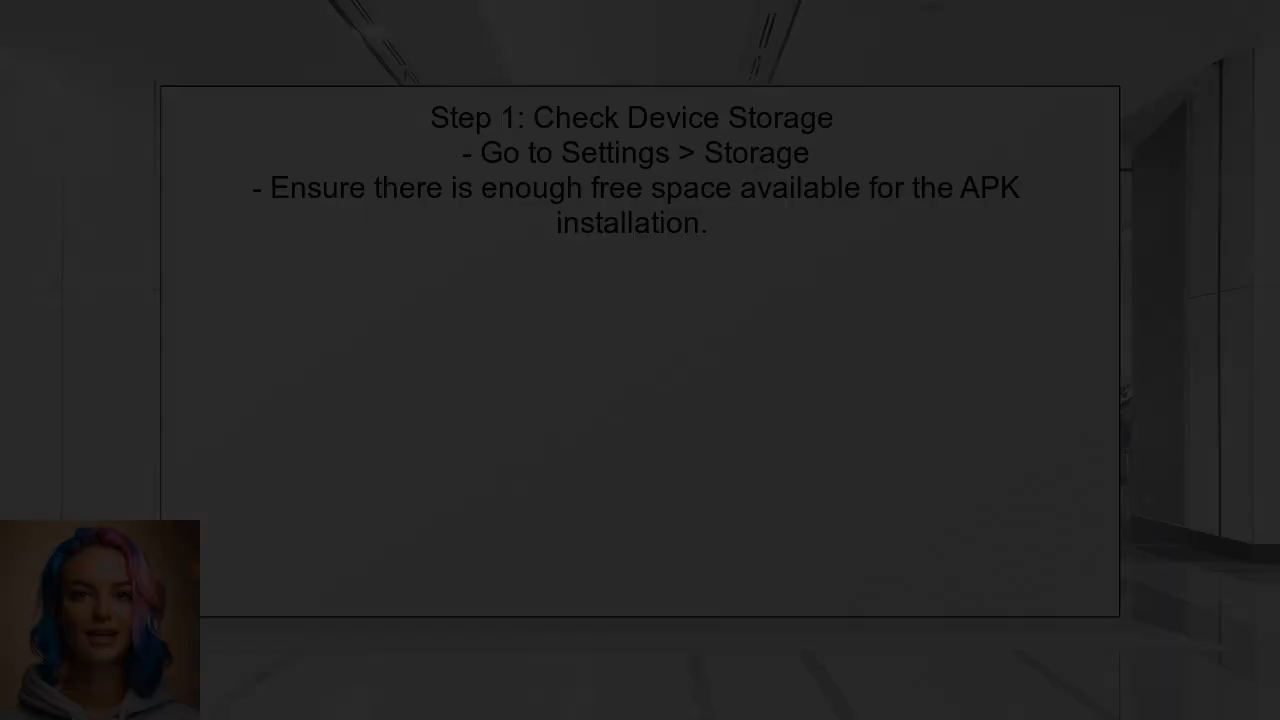 Step 1: Check Device Storage
- Go to Settings > Storage
- Ensure there is enough free space available for the APK
installation.